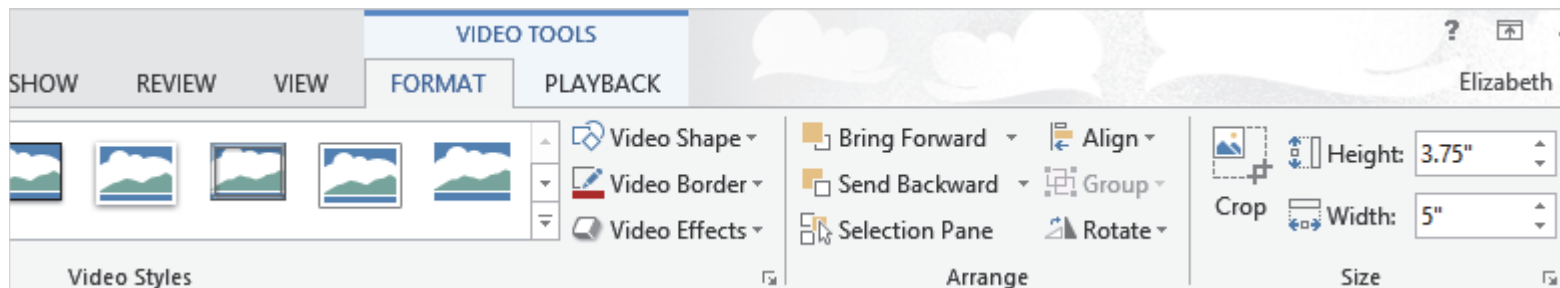 VIDEO TOOLS
?
SHOW REVIEW VIEW FORMAT PLAYBACK Elizabeth
Video Shape Bring Forward Align Height: 3.75"
Video Border Send Backward Group
Crop Width: 5"
Video Effects Selection Pane Rotate
Video Styles Arrange Size